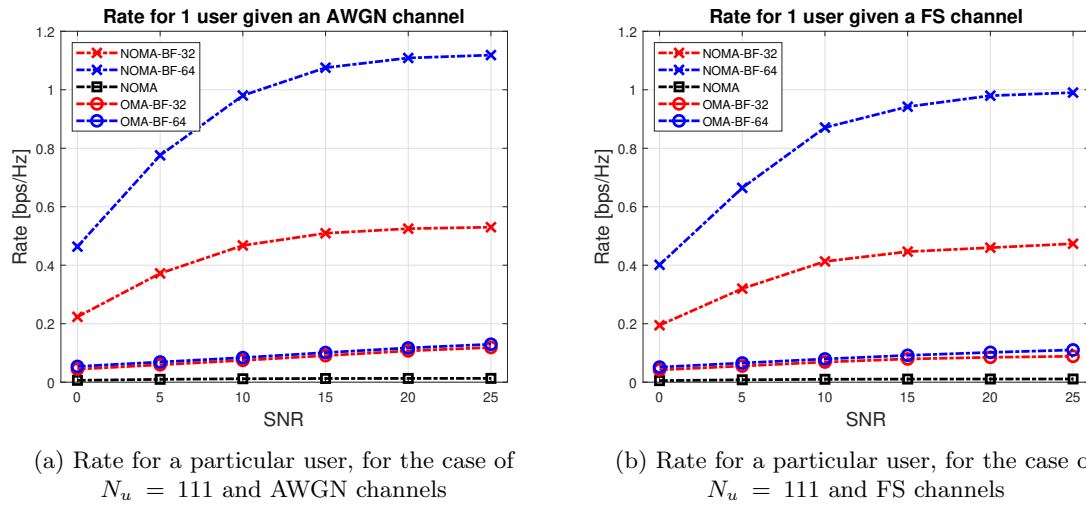 Rate for 1 user given an AWGN channel
1.2
1
0.8
0.6
0.4
0.2
0
Rate [bps/Hz]
NOMA-BF-32
NOMA-BF-64
NOMA
OMA-BF-32
OMA-BF-64
0 5 10 15 20 25
SNR
(a) Rate for a particular user, for the case of
N_u = 111 and AWGN channels
Rate for 1 user given a FS channel
1.2
1
0.8
0.6
0.4
0.2
0
Rate [bps/Hz]
NOMA-BF-32
NOMA-BF-64
NOMA
OMA-BF-32
OMA-BF-64
0 5 10 15 20 25
SNR
(b) Rate for a particular user, for the case o
N_u = 111 and FS channels